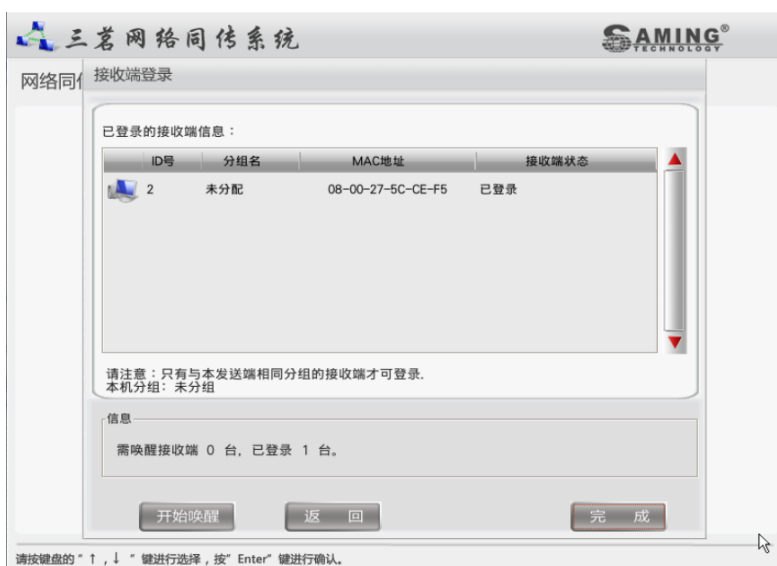 三茗网络同传系统
SAMING®
TECHNOLOGY
网络同
接收端登录
已登录的接收端信息：
ID号 分组名 MAC地址 接收端状态
2 未分配 08-00-27-5C-CE-F5 已登录
请注意：只有与本发送端相同分组的接收端才可登录.
本机分组: 未分组
信息
需唤醒接收端 0 台, 已登录 1 台。
开始唤醒 返 回 完 成
请按键盘的"↑,↓ "键进行选择，按"Enter"键进行确认。